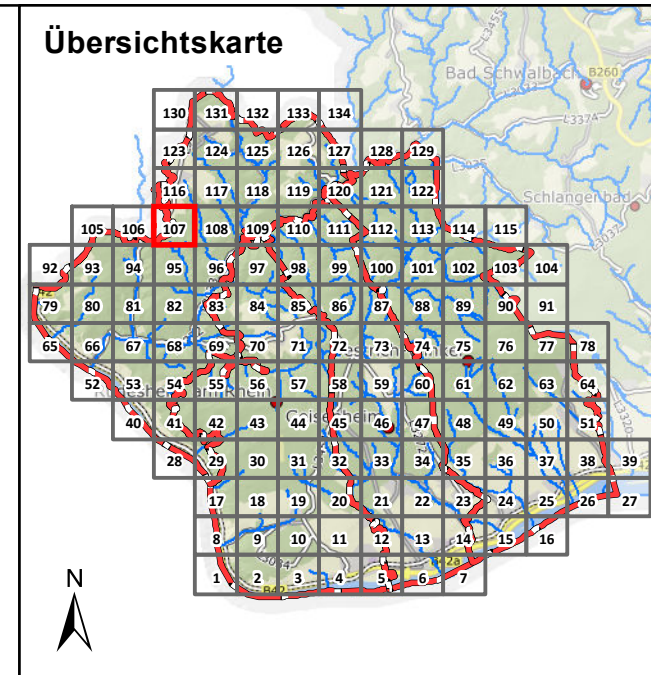 Übersichtskarte
L3455
Bad Schwalbach
B260
L3374
L3035
Schlangenbad
L3037
130 131 132 133 134
123 124 125 126 127 128 129
116 117 118 119 120 121 122
105 106 107 108 109 110 111 112 113 114 115
92 93 94 95 96 97 98 99 100 101 102 103 104
79 80 81 82 83 84 85 86 87 88 89 90 91
65 66 67 68 69 70 71 72 73 74 75 76 77 78
52 53 54 55 56 57 58 59 60 61 62 63 64
Geisenheim
40 41 42 43 44 45 46 47 48 49 50 51
L3320
28 29 30 31 32 33 34 35 36 37 38 39
17 18 19 20 21 22 23 24 25 26 27
8 9 10 11 12 13 14 15 16
L3034
B42a
1 2 3 4 5 6 7
B42
N